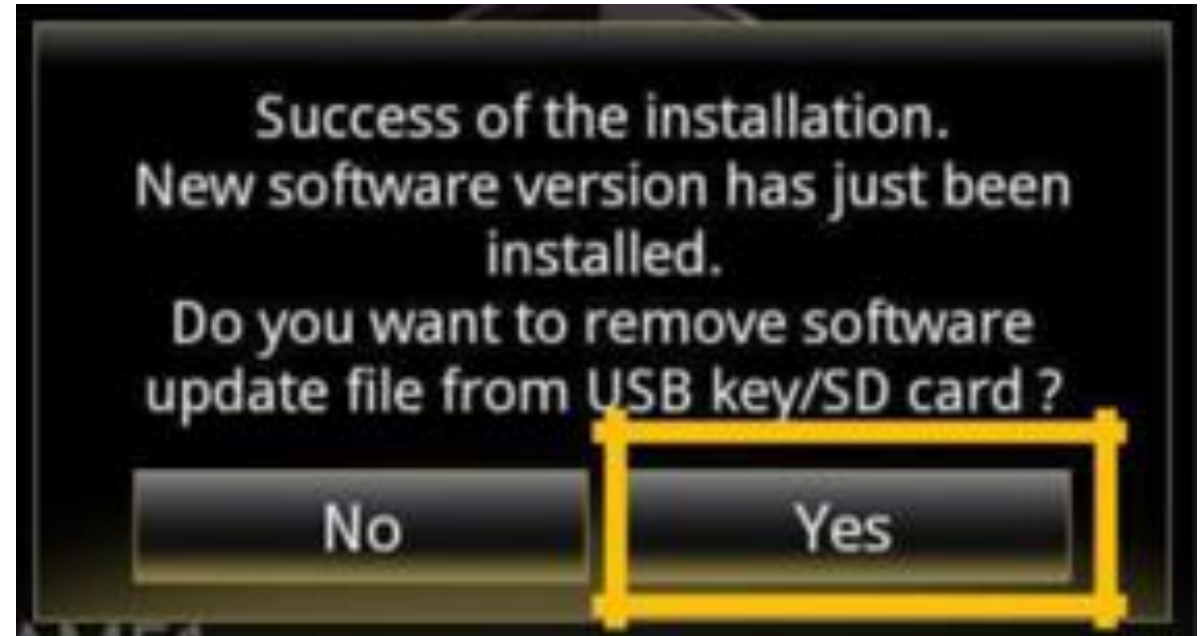 Success of the installation.
New software version has just been
installed.
Do you want to remove software
update file from USB key/SD card ?
No
Yes